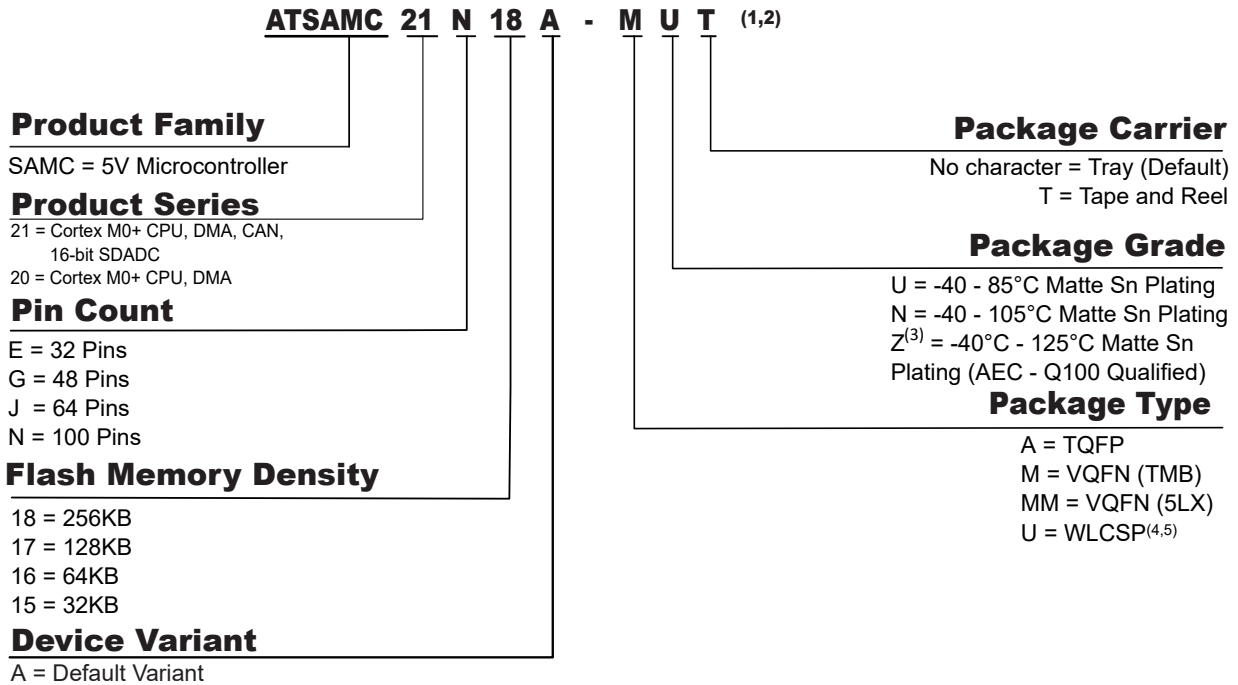 ATSAMC 21 N 18 A - M U T (1,2)
Product Family
SAMC = 5V Microcontroller
Product Series
21 = Cortex M0+ CPU, DMA, CAN,
16-bit SDADC
20 = Cortex M0+ CPU, DMA
Pin Count
E = 32 Pins
G = 48 Pins
J = 64 Pins
N = 100 Pins
Flash Memory Density
18 = 256KB
17 = 128KB
16 = 64KB
15 = 32KB
Device Variant
A = Default Variant
Package Carrier
No character = Tray (Default)
T = Tape and Reel
Package Grade
U = -40 - 85°C Matte Sn Plating
N = -40 - 105°C Matte Sn Plating
Z(3) = -40°C - 125°C Matte Sn
Plating (AEC - Q100 Qualified)
Package Type
A = TQFP
M = VQFN (TMB)
MM = VQFN (5LX)
U = WLCSP(4,5)